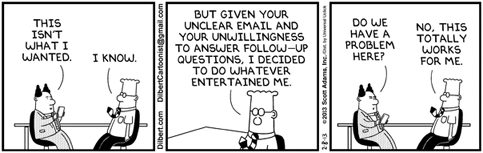 THIS
ISN'T
WHAT I
WANTED.
I KNOW.
Dilbert.com DilbertCartoonist@gmail.com
BUT GIVEN YOUR
UNCLEAR EMAIL AND
YOUR UNWILLINGNESS
TO ANSWER FOLLOW-UP
QUESTIONS, I DECIDED
TO DO WHATEVER
ENTERTAINED ME.
2-8-13 ©2013 Scott Adams, Inc. /Dist. by Universal Uclick
DO WE
HAVE A
PROBLEM
HERE?
NO, THIS
TOTALLY
WORKS
FOR ME.